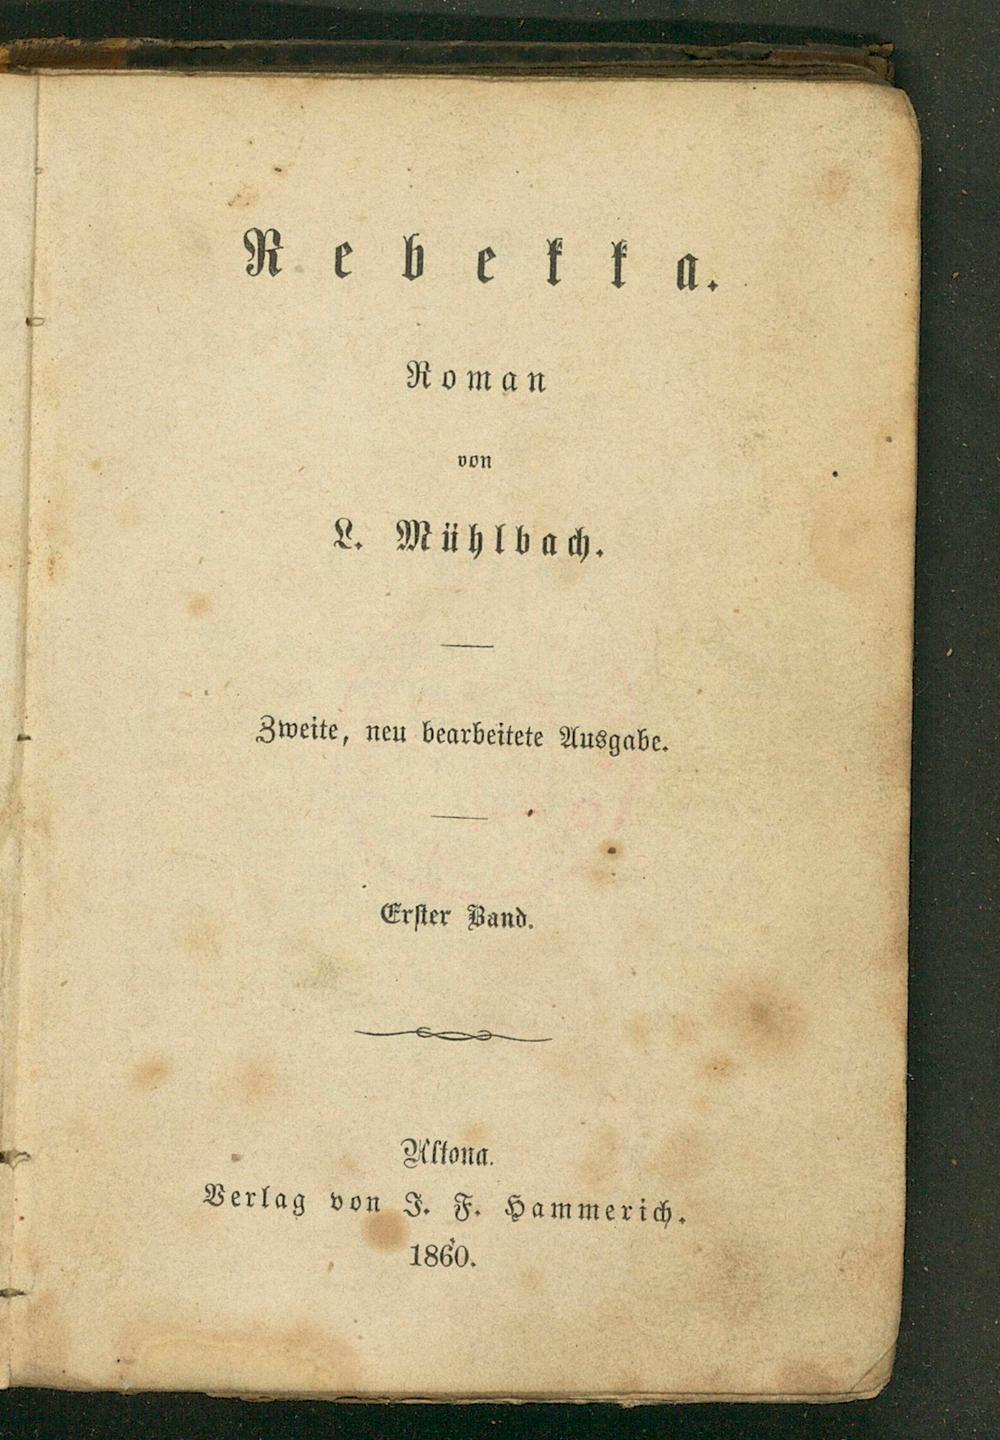 Rebekka.
Roman
von
L. Mühlbach.
Zweite, neu bearbeitete Ausgabe.
Erster Band.
Altona.
Verlag von J. F. Hammerich.
1860.